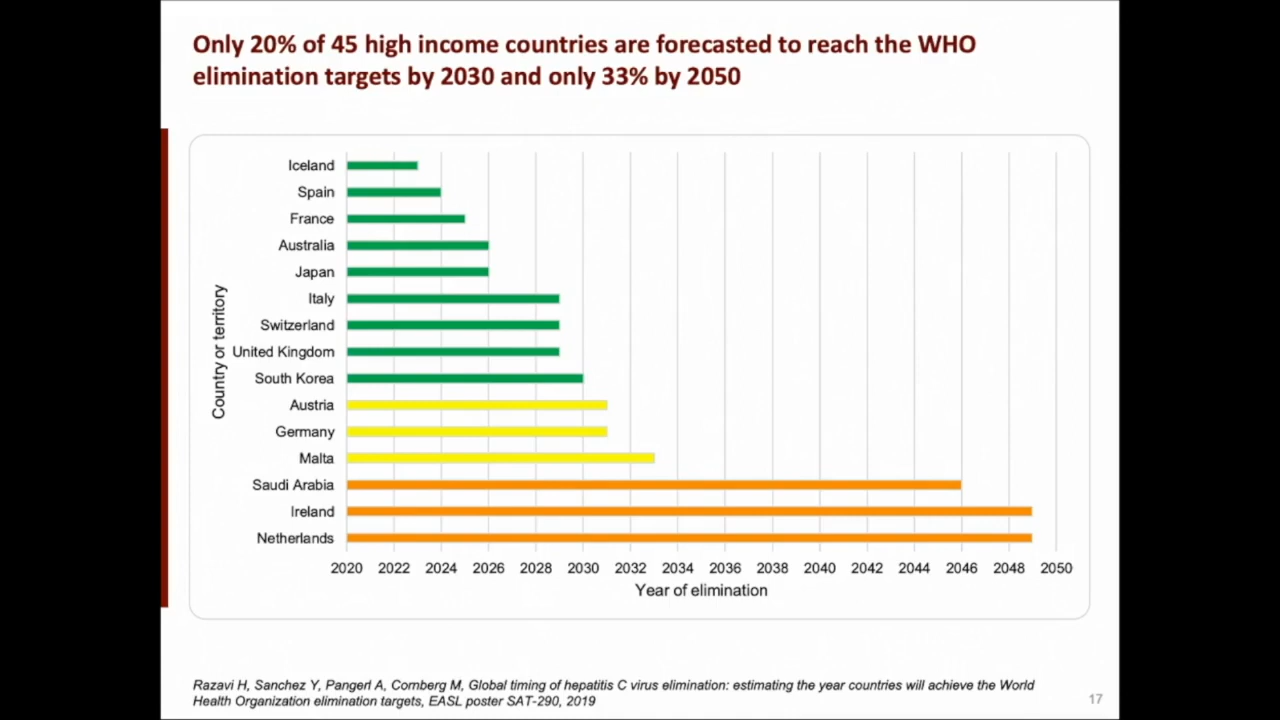 Only 20% of 45 high income countries are forecasted to reach the WHO
elimination targets by 2030 and only 33% by 2050
Country or territory
Iceland
Spain
France
Australia
Japan
Italy
Switzerland
United Kingdom
South Korea
Austria
Germany
Malta
Saudi Arabia
Ireland
Netherlands
2020 2022 2024 2026 2028 2030 2032 2034 2036 2038 2040 2042 2044 2046 2048 2050
Year of elimination
Razavi H, Sanchez Y, Pangerl A, Cornberg M, Global timing of hepatitis C virus elimination: estimating the year countries will achieve the World
Health Organization elimination targets, EASL poster SAT-290, 2019
17